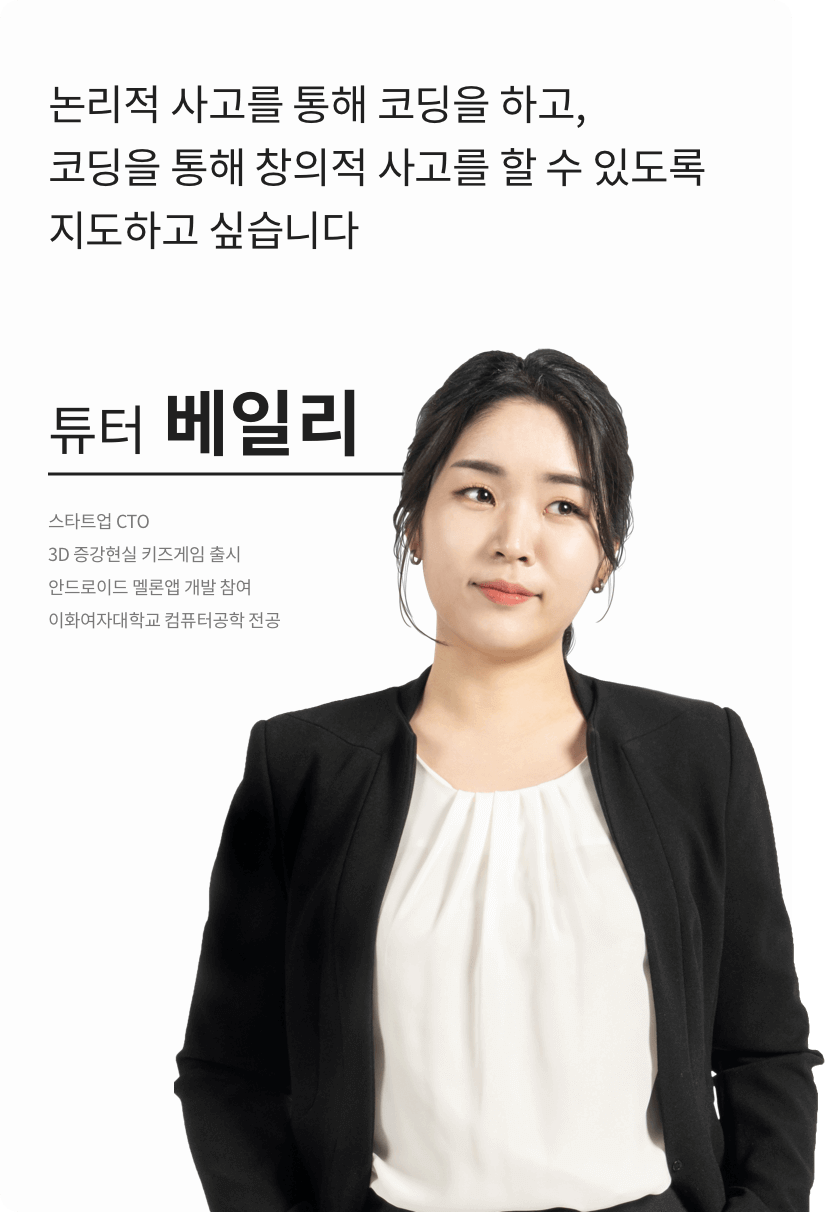 논리적 사고를 통해 코딩을 하고,
코딩을 통해 창의적 사고를 할 수 있도록
지도하고 싶습니다
튜터 베일리
스타트업 CTO
3D 증강현실 키즈게임 출시
안드로이드 멜론앱 개발 참여
이화여자대학교 컴퓨터공학 전공